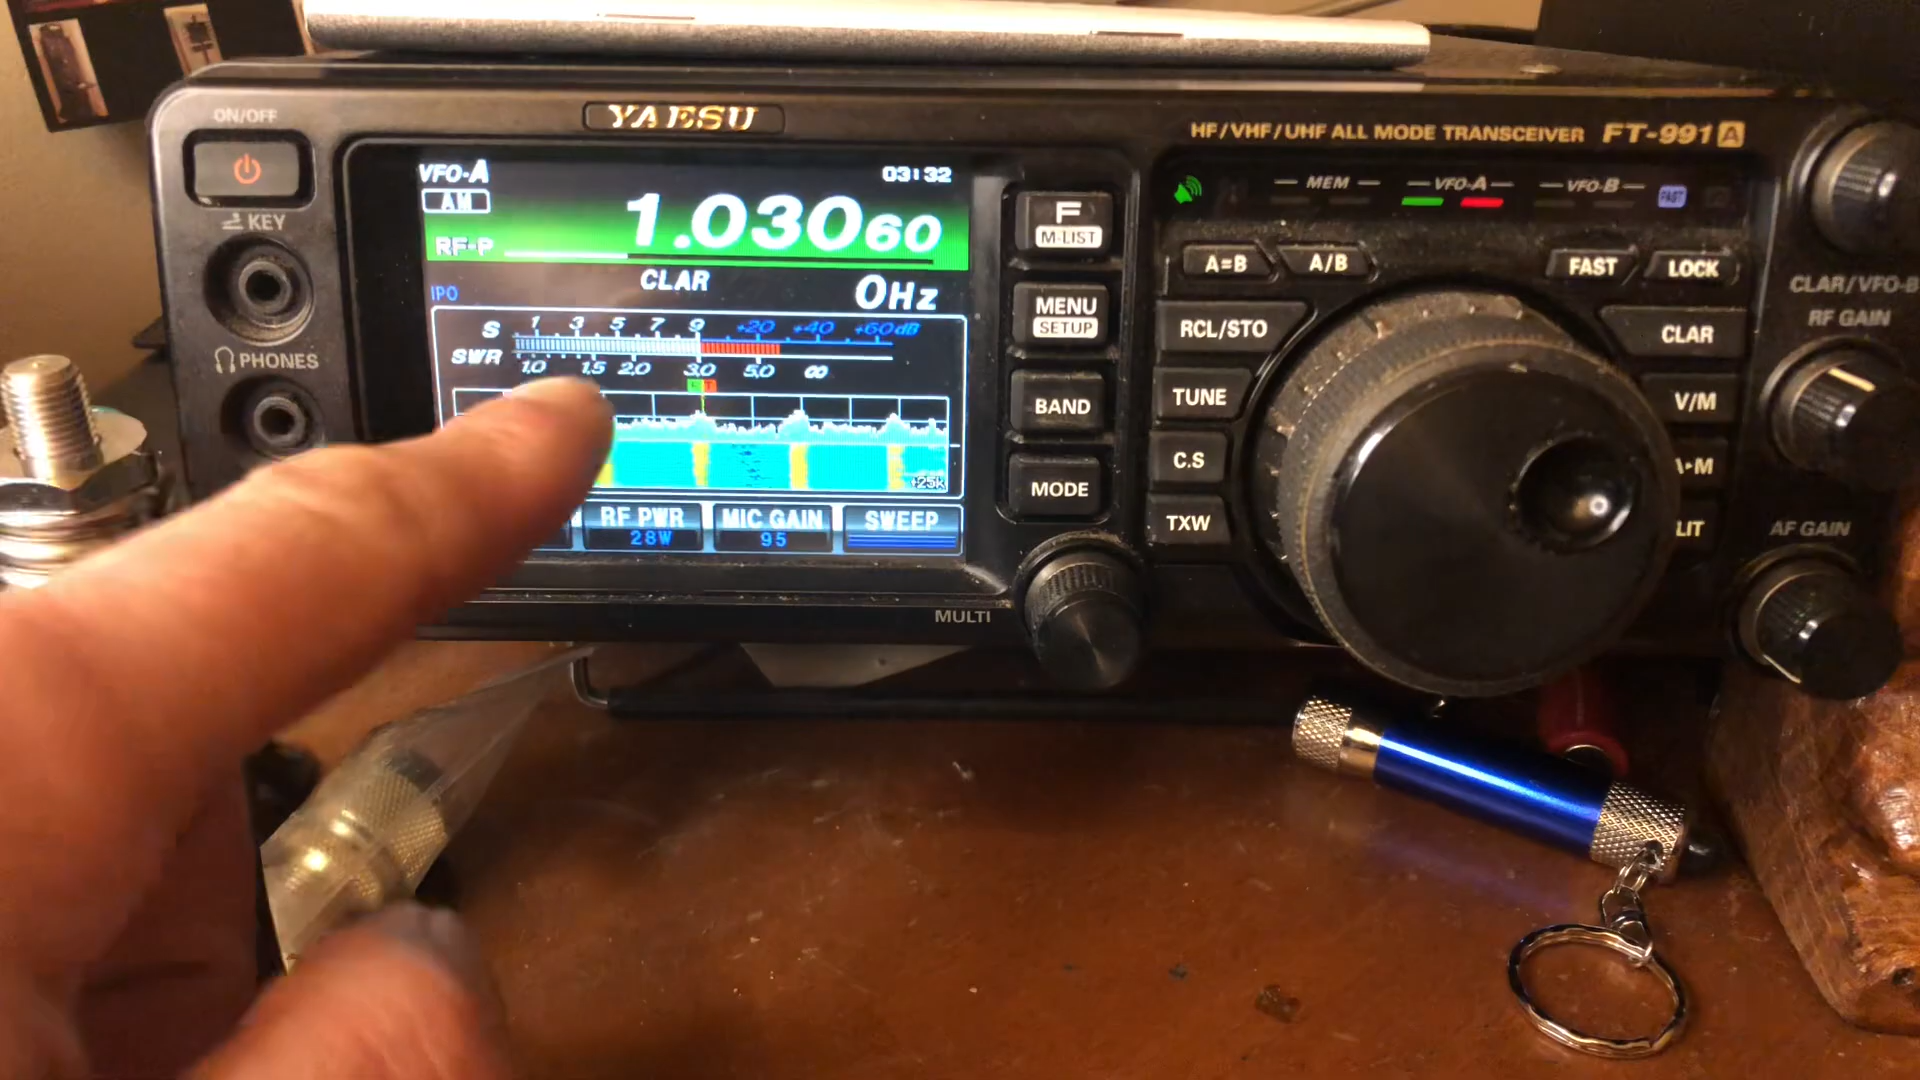 ON/OFF
YAESU
HF/VHF/UHF ALL MODE TRANSCEIVER FT-991A
KEY
PHONES
VFO-A 03:32
AM
1.03060
RF-P
CLAR 0Hz
IPO
S 1 3 5 7 9 +20 +40 +60dB
SWR
1.0 1.5 2.0 3.0 5.0 ∞
T
+25k
RF PWR MIC GAIN SWEEP
28W 95
F
M-LIST
MENU
SETUP
BAND
MODE
MULTI
MEM VFO-A VFO-B FAST
A=B A/B FAST LOCK
RCL/STO CLAR
TUNE V/M
C.S
TXW
CLAR/VFO-B
RF GAIN
AF GAIN